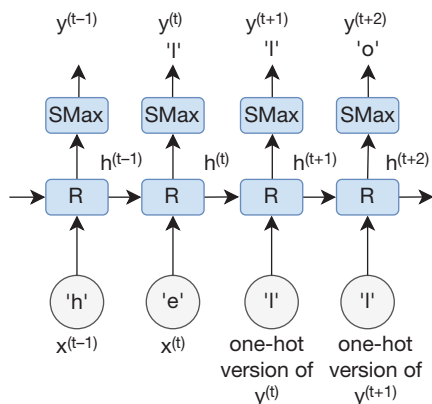 y(t−1) y(t) y(t+1) y(t+2)
'l' 'l' 'o'
SMax SMax SMax SMax
h(t−1) h(t) h(t+1) h(t+2)
R R R R
'h' 'e' 'l' 'l'
x(t−1) x(t) one-hot one-hot
version of version of
y(t) y(t+1)